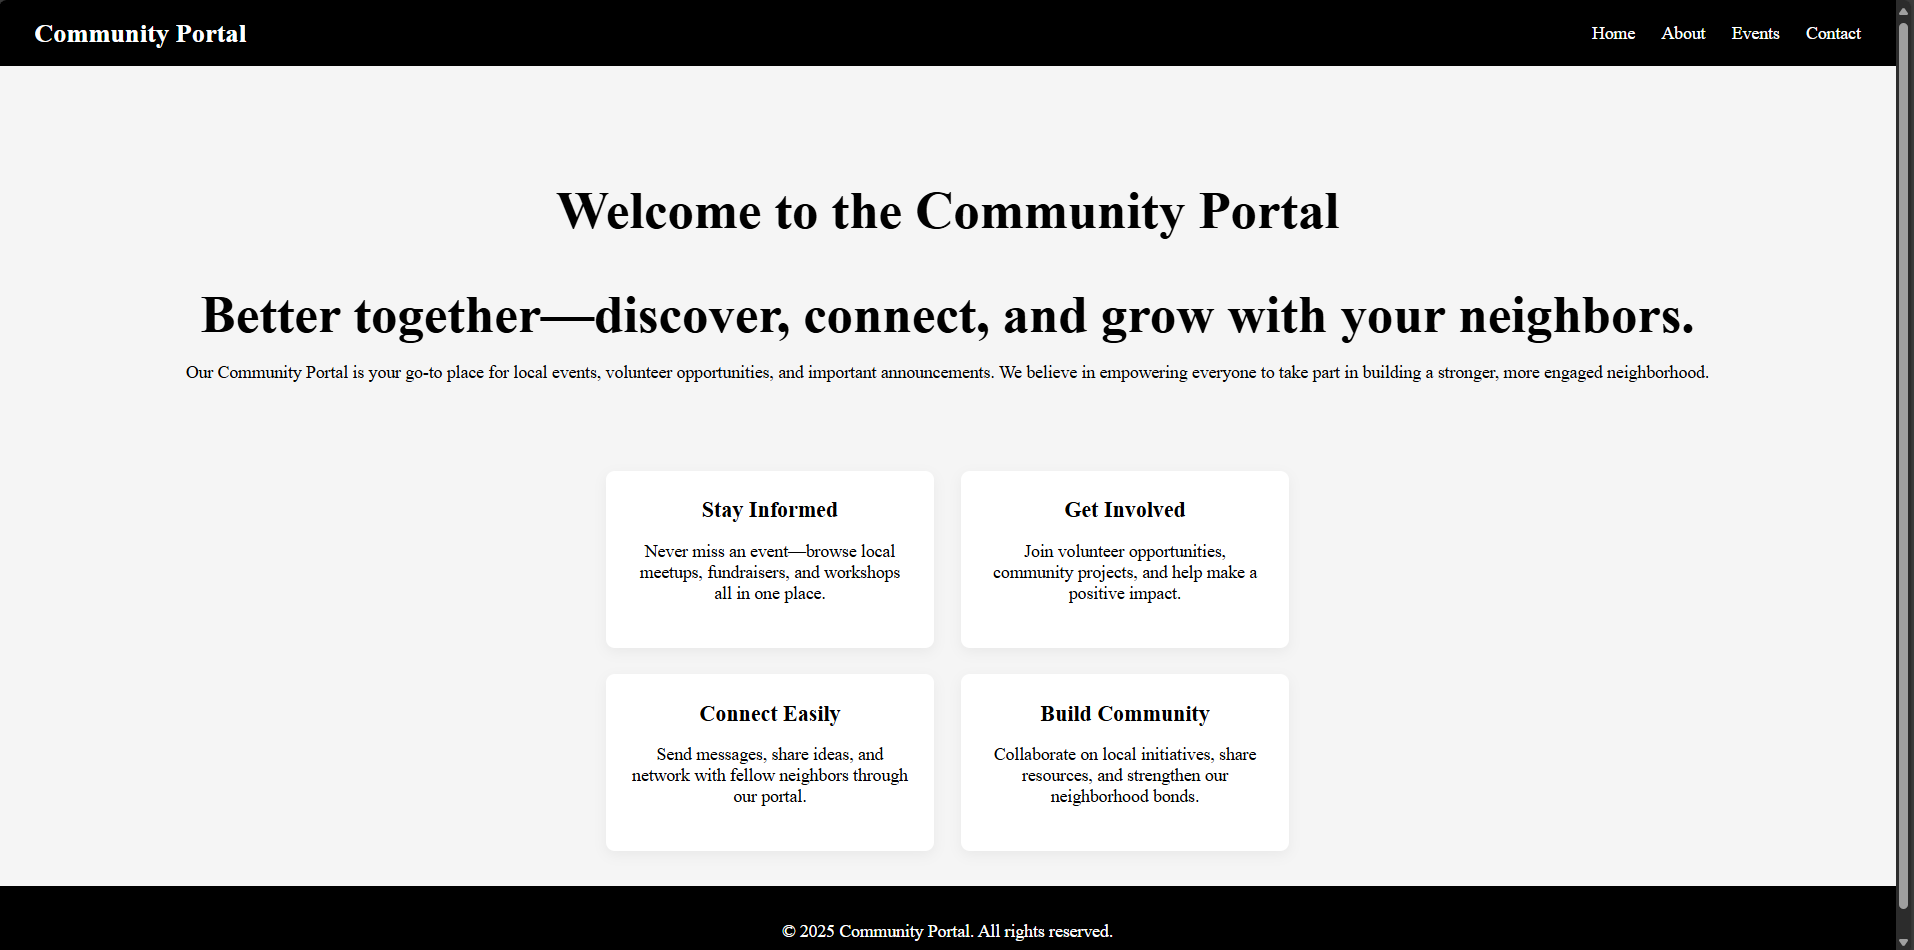 Community Portal
Home About Events Contact
Welcome to the Community Portal
Better together—discover, connect, and grow with your neighbors.
Our Community Portal is your go-to place for local events, volunteer opportunities, and important announcements. We believe in empowering everyone to take part in building a stronger, more engaged neighborhood.
Stay Informed
Never miss an event—browse local
meetups, fundraisers, and workshops
all in one place.
Get Involved
Join volunteer opportunities,
community projects, and help make a
positive impact.
Connect Easily
Send messages, share ideas, and
network with fellow neighbors through
our portal.
Build Community
Collaborate on local initiatives, share
resources, and strengthen our
neighborhood bonds.
© 2025 Community Portal. All rights reserved.